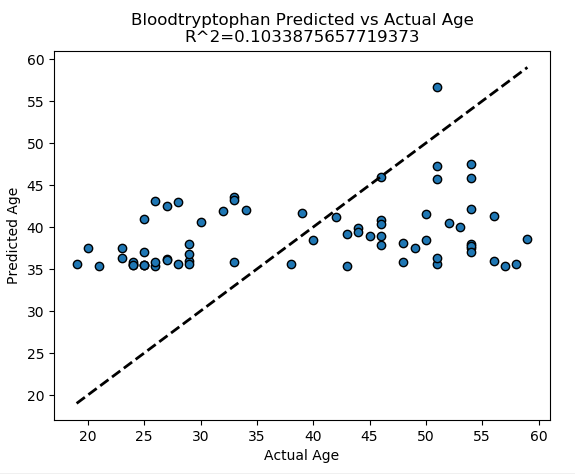 Bloodtryptophan Predicted vs Actual Age
R^2=0.1033875657719373
60
55
50
45
40
35
30
25
20
Predicted Age
20 25 30 35 40 45 50 55 60
Actual Age